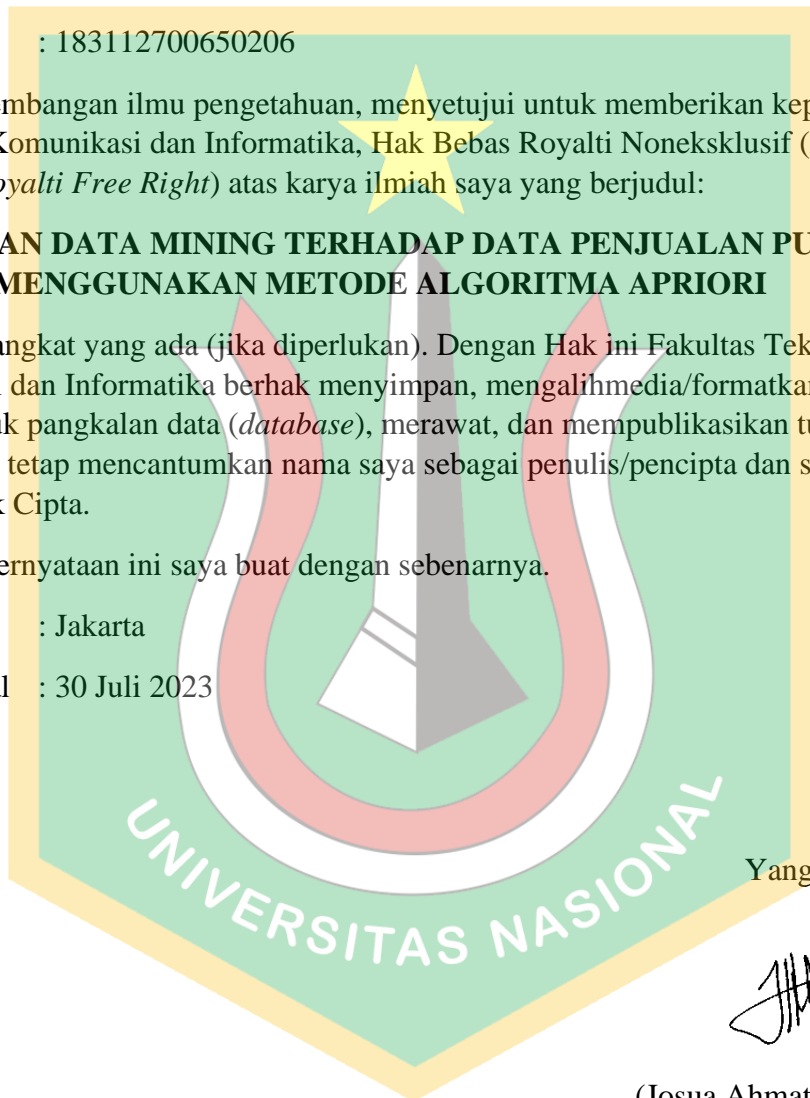 : 183112700650206
embangan ilmu pengetahuan, menyetujui untuk memberikan kep
Komunikasi dan Informatika, Hak Bebas Royalti Noneksklusif (
oyalti Free Right) atas karya ilmiah saya yang berjudul:
AN DATA MINING TERHADAP DATA PENJUALAN PU
MENGGUNAKAN METODE ALGORITMA APRIORI
angkat yang ada (jika diperlukan). Dengan Hak ini Fakultas Tek
dan Informatika berhak menyimpan, mengalihmedia/formatkan
uk pangkalan data (database), merawat, dan mempublikasikan tu
tetap mencantumkan nama saya sebagai penulis/pencipta dan s
k Cipta.
ernyataan ini saya buat dengan sebenarnya.
: Jakarta
al : 30 Juli 2023
UNIVERSITAS NASIONAL
Yang
(Josua Ahmat